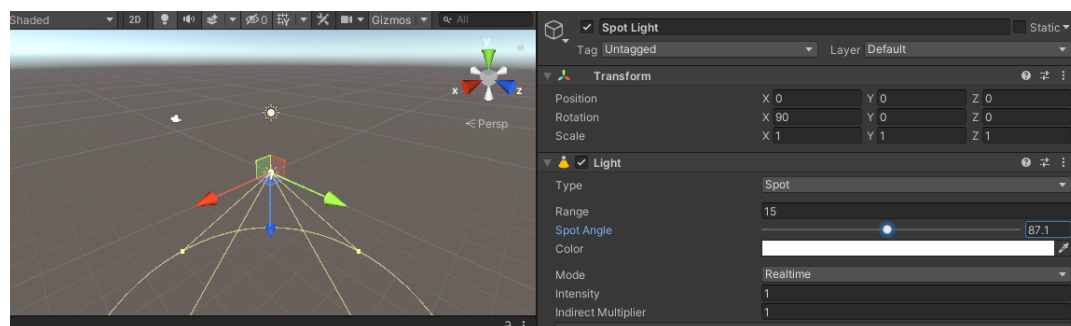 Shaded 2D 0 Gizmos All
y
x z
Persp
Spot Light Static
Tag Untagged Layer Default
Transform
Position X 0 Y 0 Z 0
Rotation X 90 Y 0 Z 0
Scale X 1 Y 1 Z 1
Light
Type Spot
Range 15
Spot Angle 87.1
Color
Mode Realtime
Intensity 1
Indirect Multiplier 1